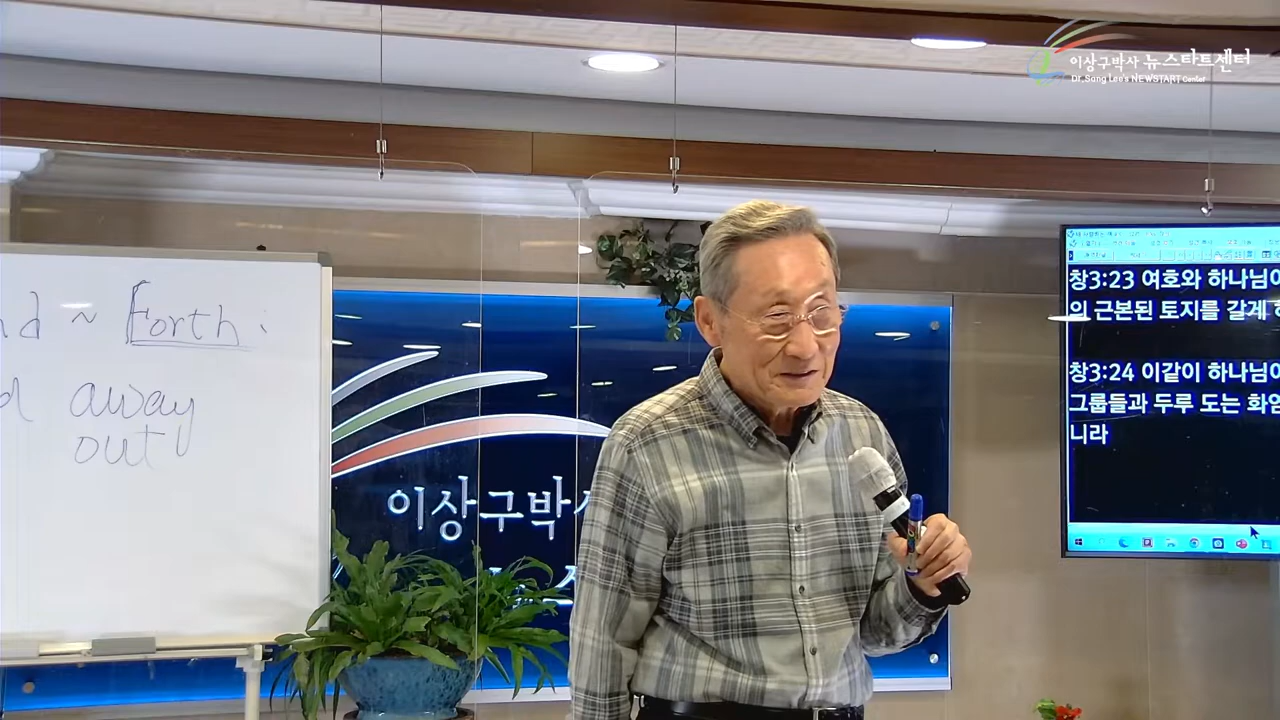 이상구박사 뉴스타트센터
Dr. Sang Lee's NEWSTART Center
~ Forth.
away
out
이상구박사
창3:23 여호와 하나님이
의 근본된 토지를 갈게
창3:24 이같이 하나님이
그룹들과 두루 도는 화염
니라